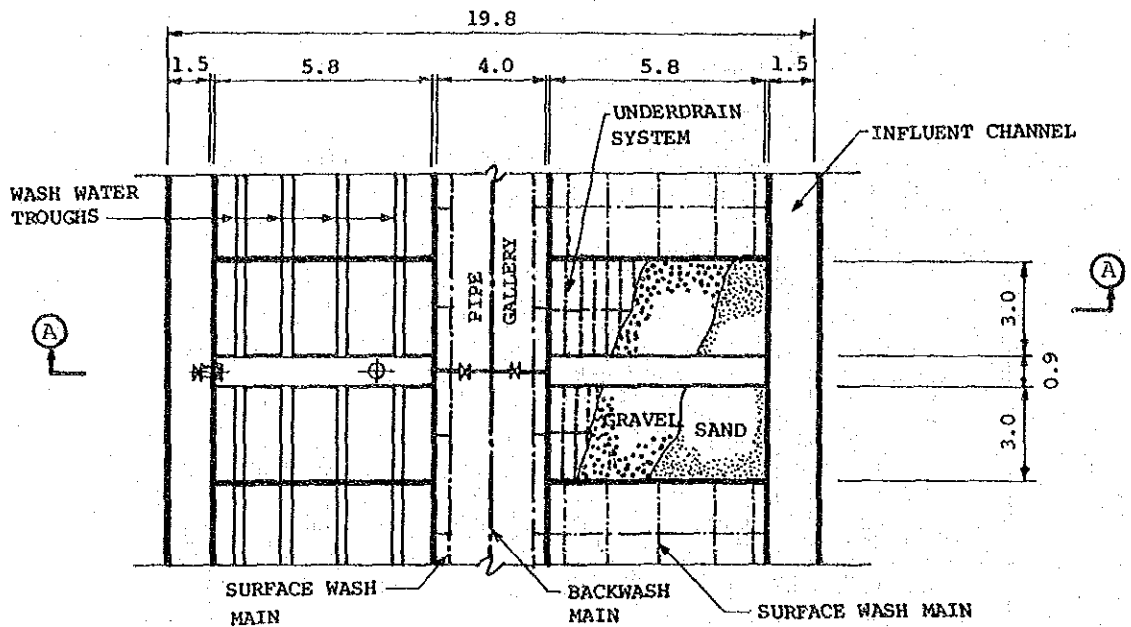 19.8
1.5
5.8
4.0
5.8
1.5
UNDERDRAIN
SYSTEM
INFLUENT CHANNEL
WASH WATER
TROUGHS
PIPE
GALLERY
A
A
3.0
0.9
3.0
GRAVEL
SAND
SURFACE WASH
MAIN
BACKWASH
MAIN
SURFACE WASH MAIN